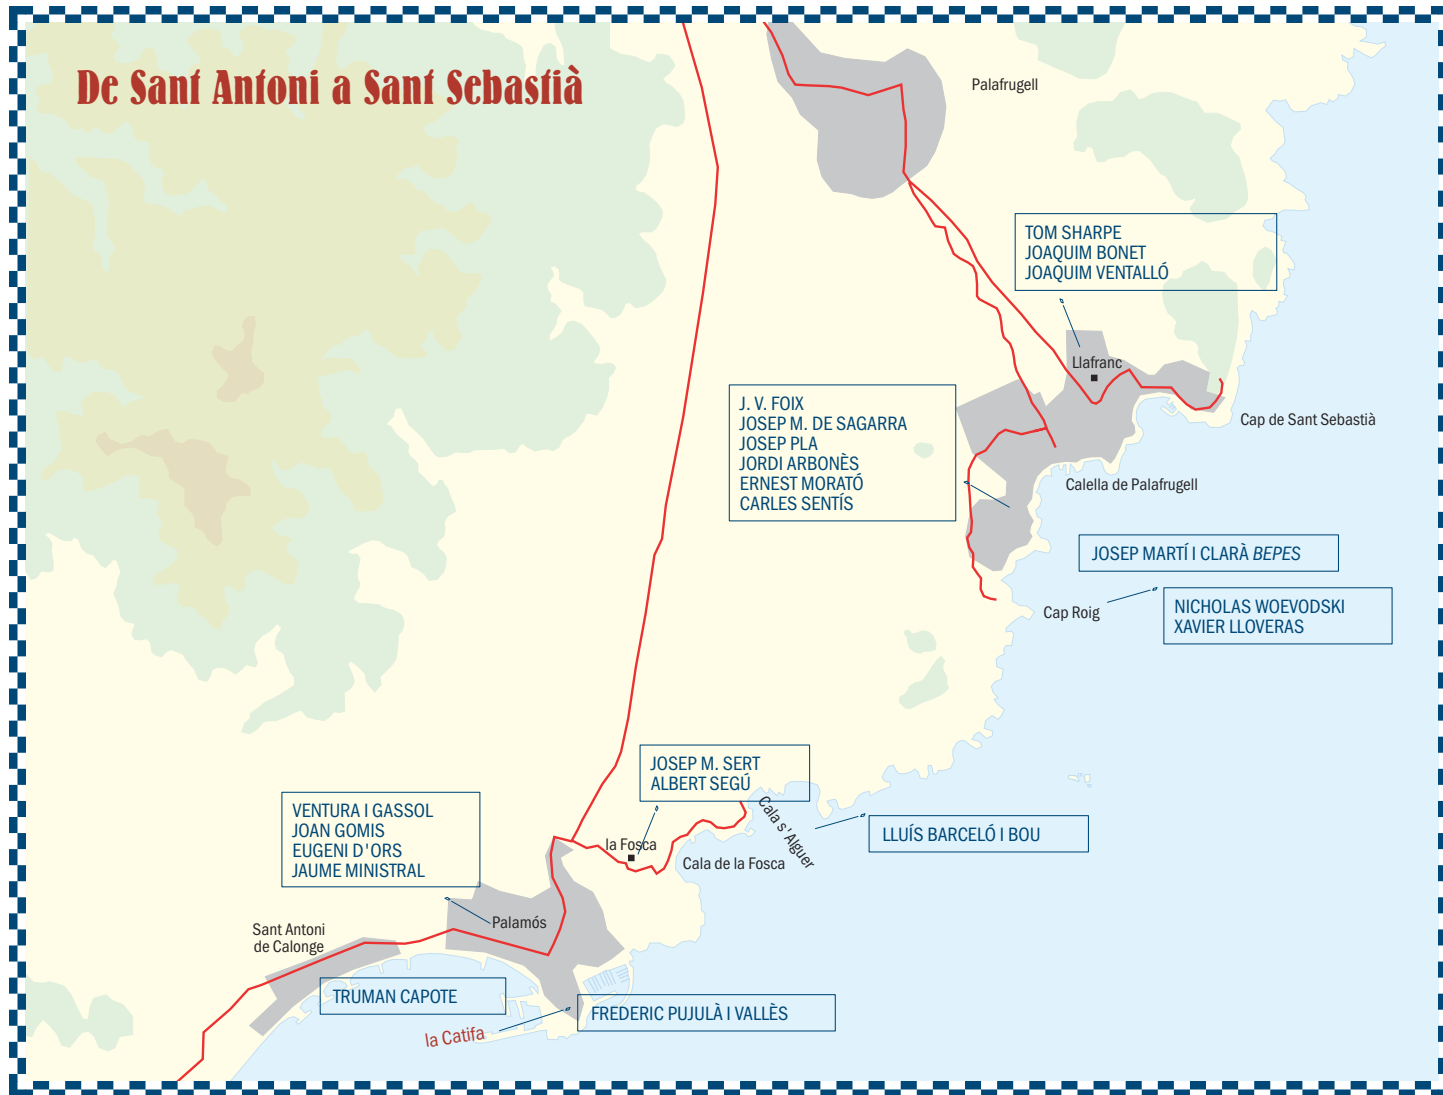 De Sant Antoni a Sant Sebastià
Palafrugell
TOM SHARPE
JOAQUIM BONET
JOAQUIM VENTALLÓ
Llafranc
Cap de Sant Sebastià
J. V. FOIX
JOSEP M. DE SAGARRA
JOSEP PLA
JORDI ARBONÈS
ERNEST MORATÓ
CARLES SENTÍS
Calella de Palafrugell
JOSEP MARTÍ I CLARÀ BEPES
Cap Roig
NICHOLAS WOEVODSKI
XAVIER LLOVERAS
JOSEP M. SERT
ALBERT SEGÚ
Cala s'Alguer
LLUÍS BARCELÓ I BOU
la Fosca
Cala de la Fosca
VENTURA I GASSOL
JOAN GOMIS
EUGENI D'ORS
JAUME MINISTRAL
Palamós
Sant Antoni
de Calonge
TRUMAN CAPOTE
FREDERIC PUJULÀ I VALLÈS
la Catifa